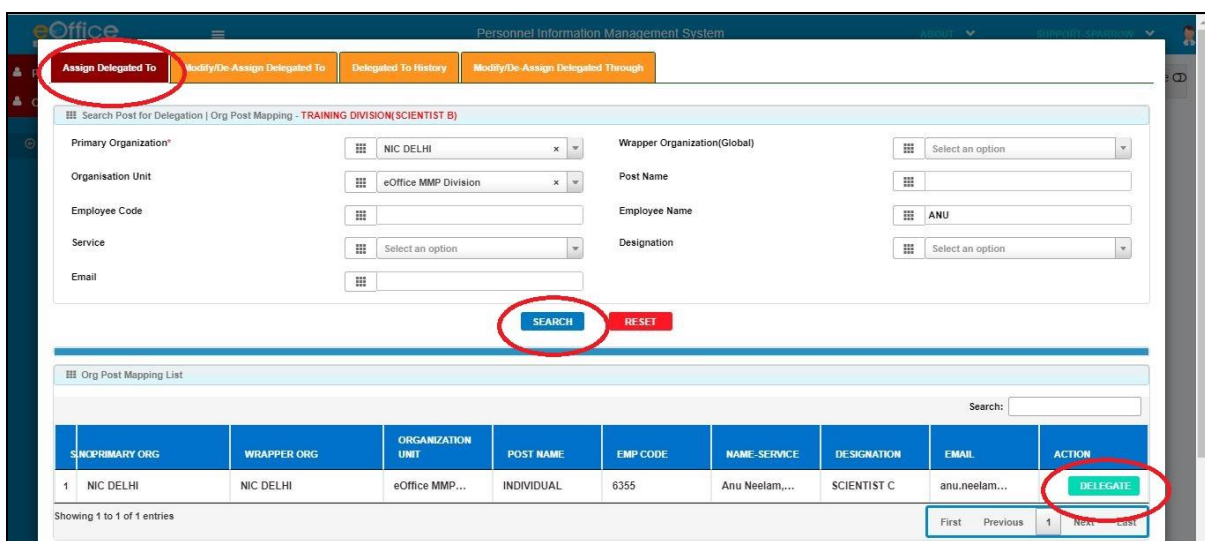 eOffice
Personnel Information Management System
ABOUT
SUPPORT-SPARROW
Assign Delegated To
Modify/De-Assign Delegated To
Delegated To History
Modify/De-Assign Delegated Through
Search Post for Delegation | Org Post Mapping - TRAINING DIVISION(SCIENTIST B)
Primary Organization* NIC DELHI × Wrapper Organization(Global) Select an option
Organisation Unit eOffice MMP Division × Post Name
Employee Code Employee Name ANU
Service Select an option Designation Select an option
Email
SEARCH RESET
Org Post Mapping List
Search:
S.NO PRIMARY ORG WRAPPER ORG ORGANIZATION UNIT POST NAME EMP CODE NAME-SERVICE DESIGNATION EMAIL ACTION
1 NIC DELHI NIC DELHI eOffice MMP... INDIVIDUAL 6355 Anu Neelam,... SCIENTIST C anu.neelam... DELEGATE
Showing 1 to 1 of 1 entries First Previous 1 Next Last